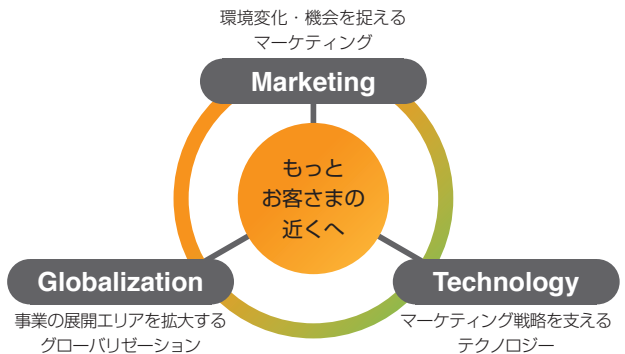 環境変化・機会を捉える
マーケティング
Marketing
もっと
お客さまの
近くへ
Globalization
事業の展開エリアを拡大する
グローバリゼーション
Technology
マーケティング戦略を支える
テクノロジー